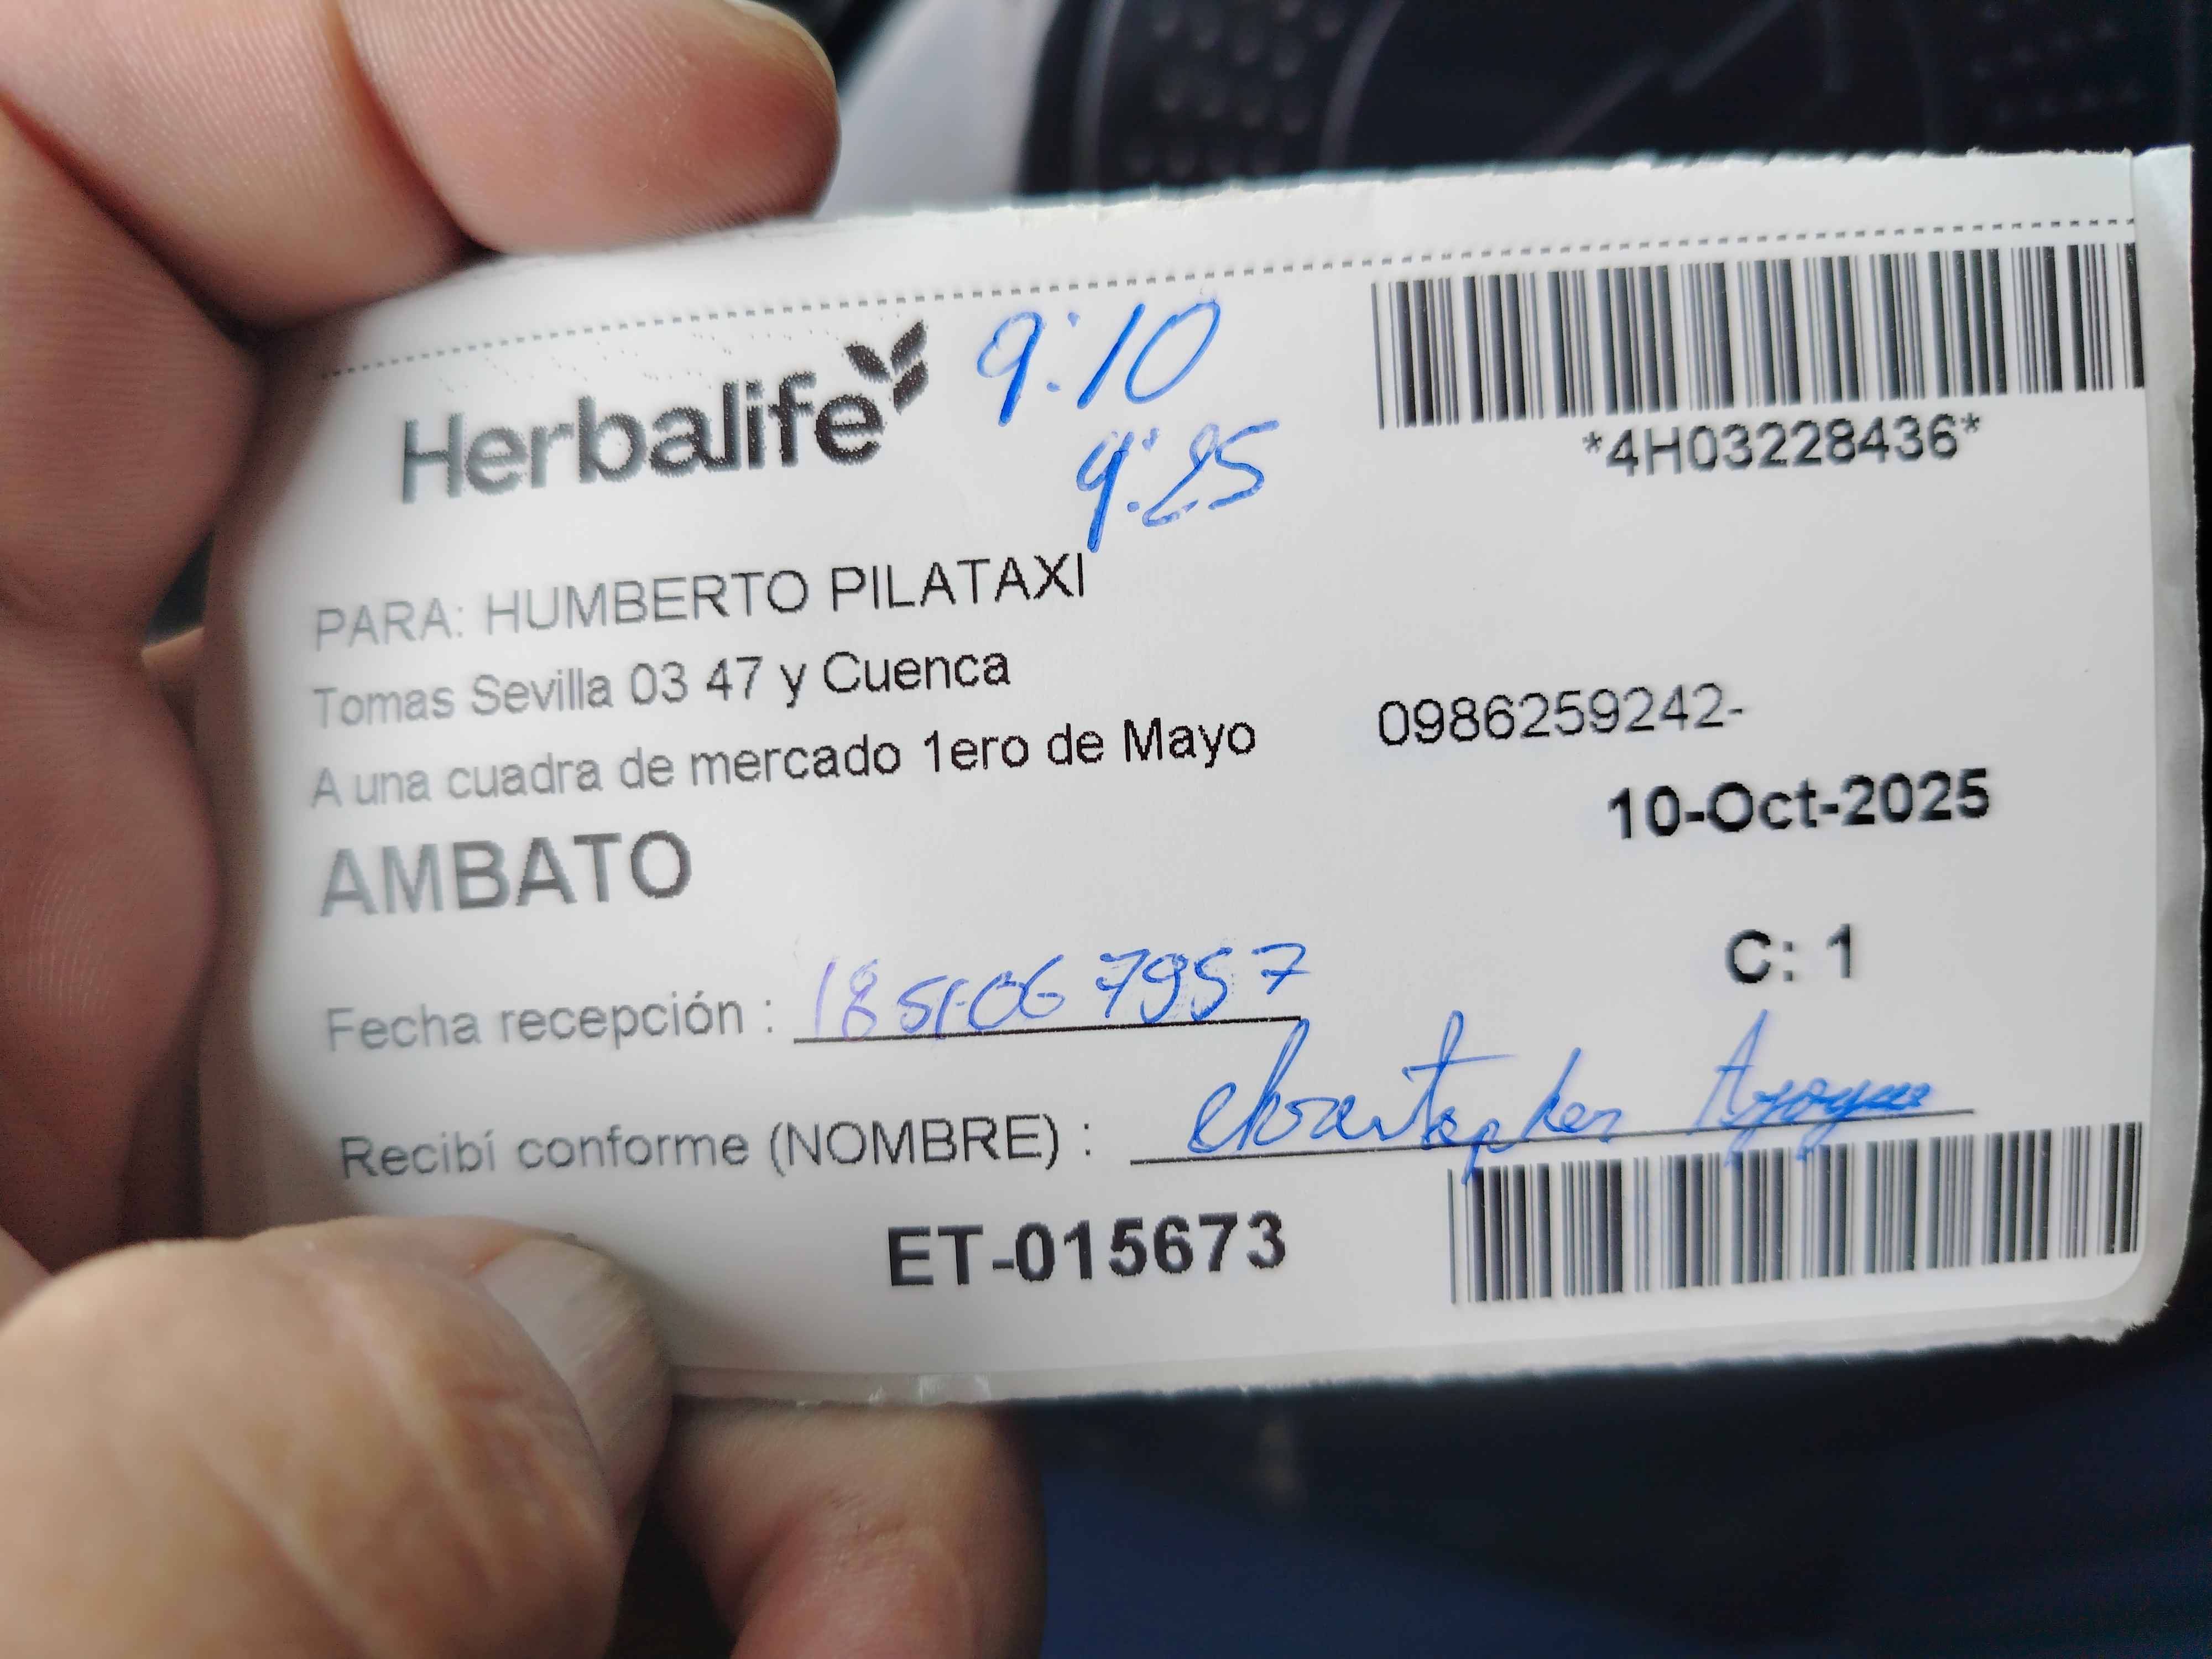 Herbalife
9:10
9:25
*4H03228436*
PARA: HUMBERTO PILATAXI
Tomas Sevilla 03 47 y Cuenca
0986259242-
A una cuadra de mercado 1ero de Mayo
10-Oct-2025
AMBATO
C: 1
Fecha recepción :
Recibí conforme (NOMBRE) :
ET-015673